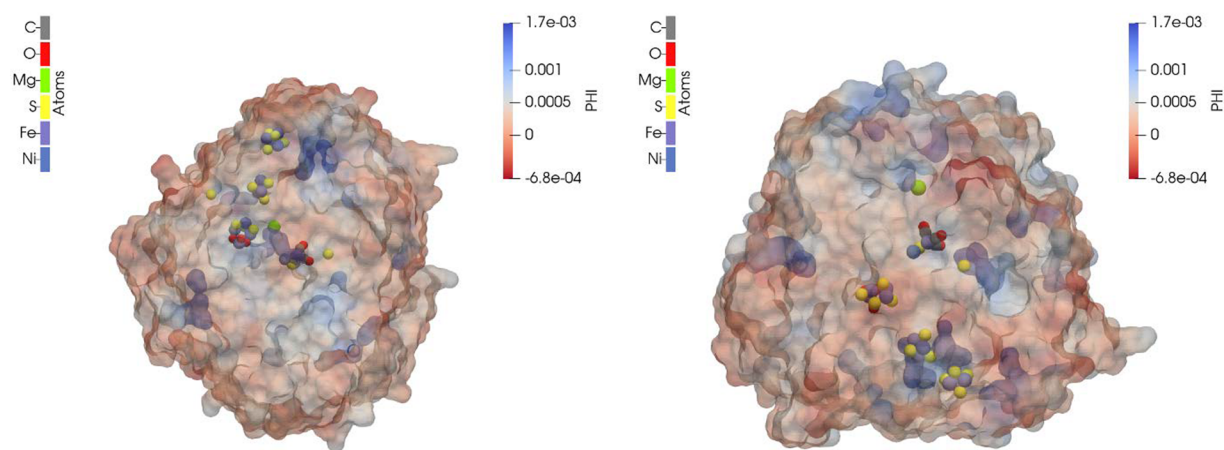 C
O
Mg
S
Fe
Ni
Atoms
1.7e-03
0.001
0.0005
0
-6.8e-04
PHI
C
O
Mg
S
Fe
Ni
Atoms
1.7e-03
0.001
0.0005
0
-6.8e-04
PHI